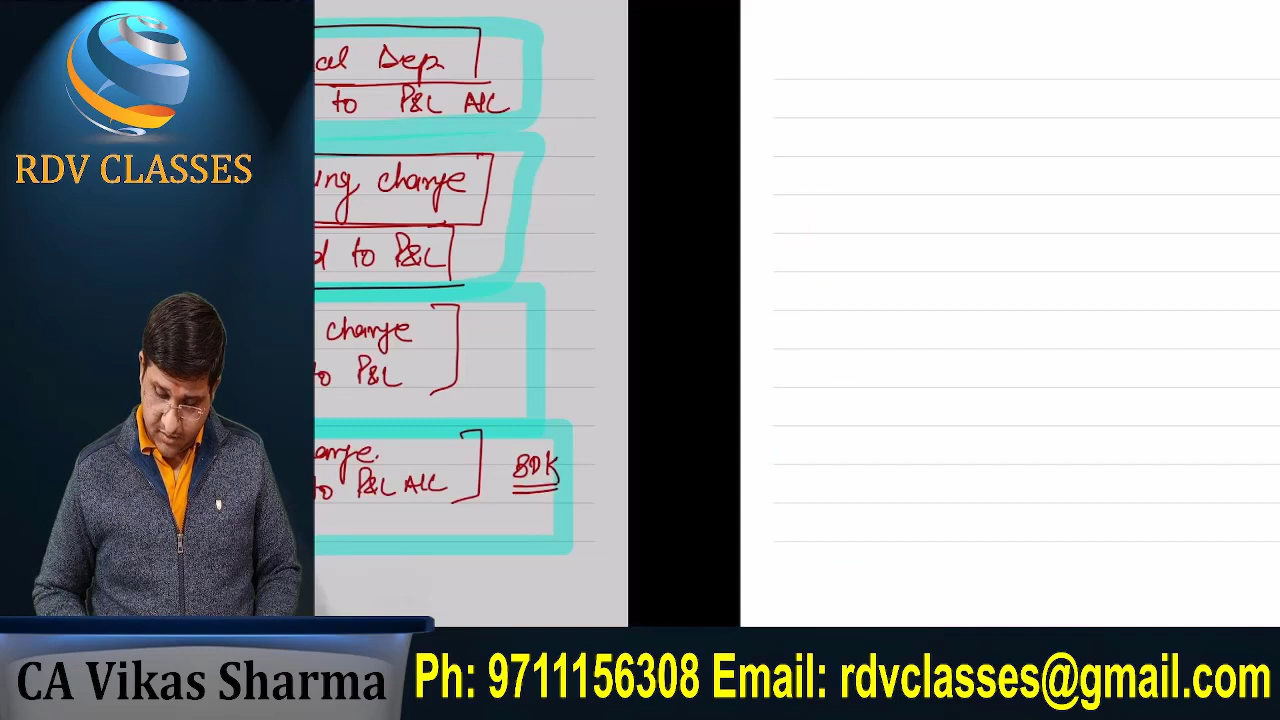 RDV CLASSES
al Dep
to P&L A/C
ing charge
d to P&L
charge
to P&L
arge.
to P&L A/C
BDK
CA Vikas Sharma
Ph: 9711156308 Email: rdvclasses@gmail.com